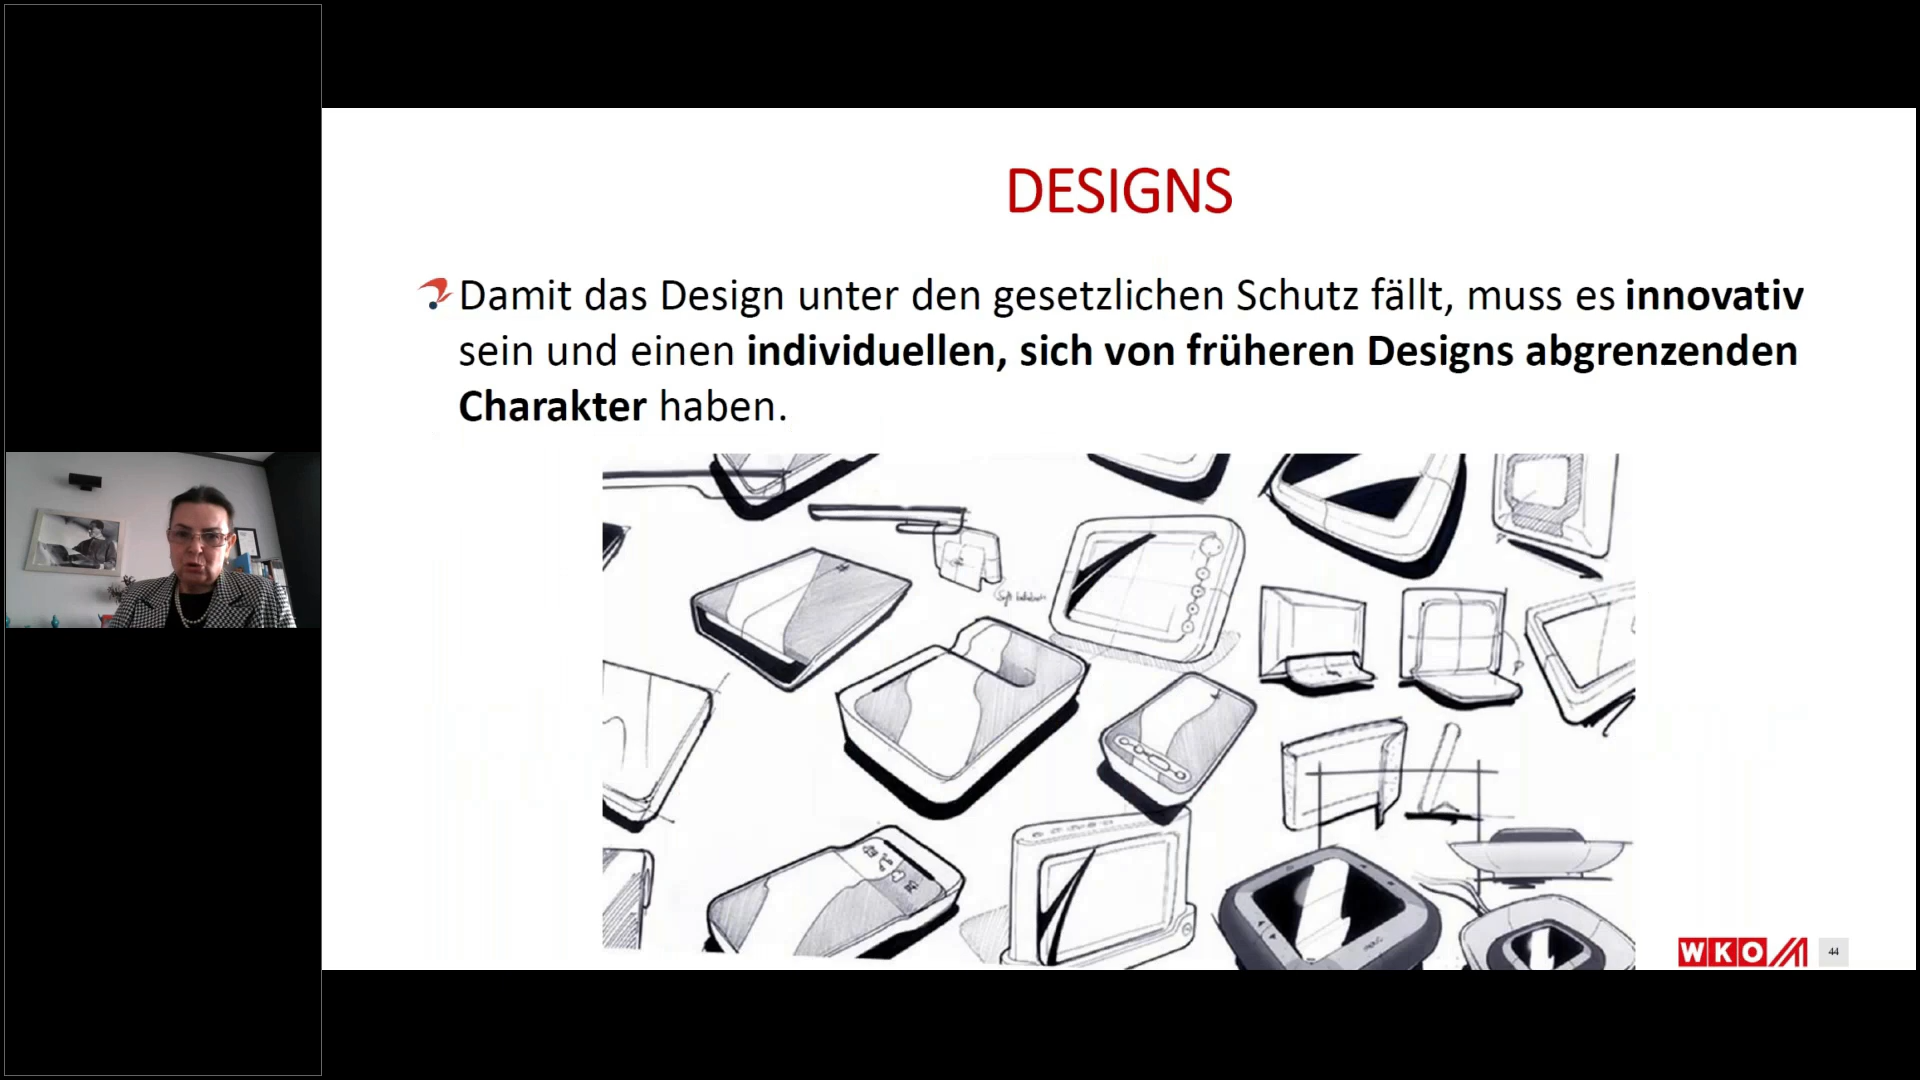 DESIGNS
Damit das Design unter den gesetzlichen Schutz fällt, muss es innovativ
sein und einen individuellen, sich von früheren Designs abgrenzenden
Charakter haben.
WKO
44